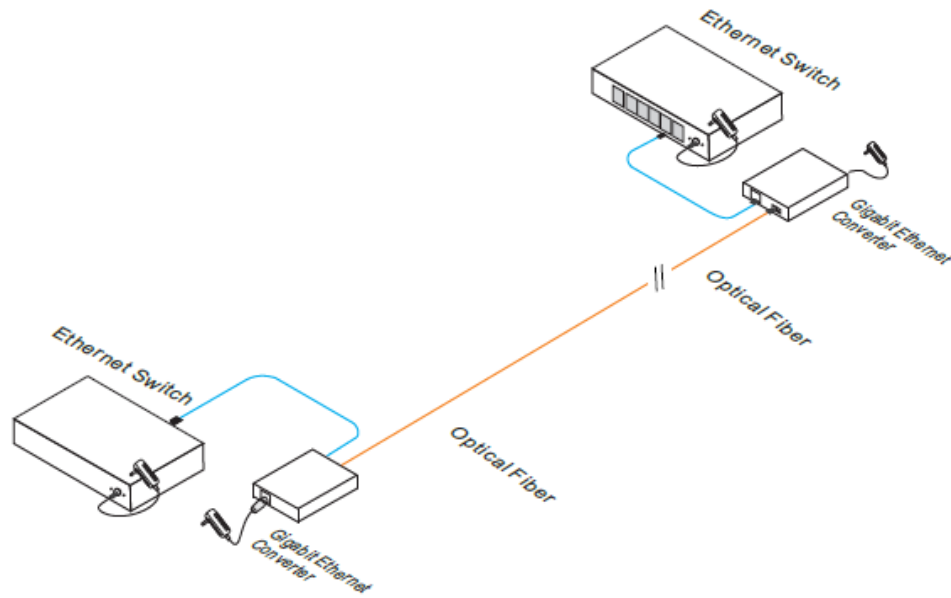 Ethernet Switch
Gigabit Ethernet
Converter
Optical Fiber
Ethernet Switch
Optical Fiber
Gigabit Ethernet
Converter